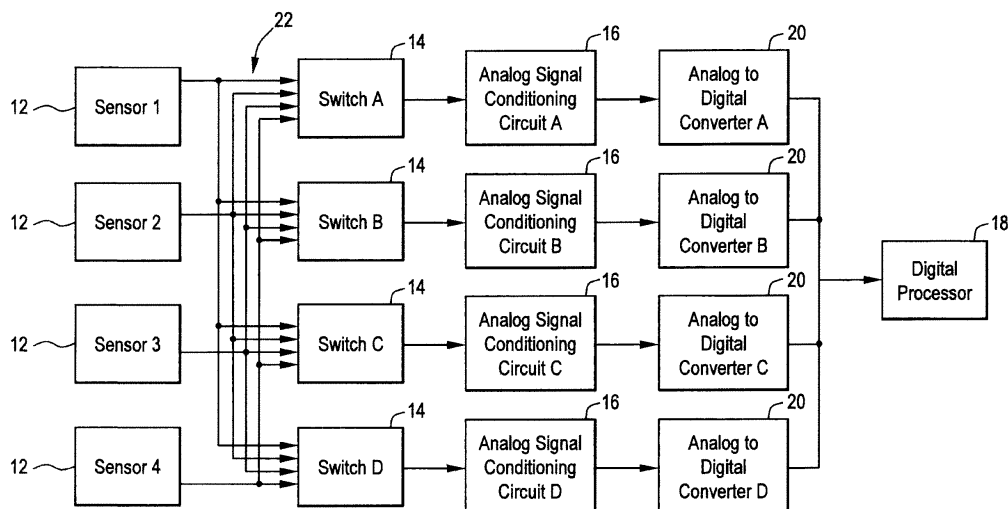 22
12
Sensor 1
14
Switch A
16
Analog Signal
Conditioning
Circuit A
20
Analog to
Digital
Converter A
12
Sensor 2
14
Switch B
16
Analog Signal
Conditioning
Circuit B
20
Analog to
Digital
Converter B
18
Digital
Processor
12
Sensor 3
14
Switch C
16
Analog Signal
Conditioning
Circuit C
20
Analog to
Digital
Converter C
12
Sensor 4
14
Switch D
16
Analog Signal
Conditioning
Circuit D
20
Analog to
Digital
Converter D